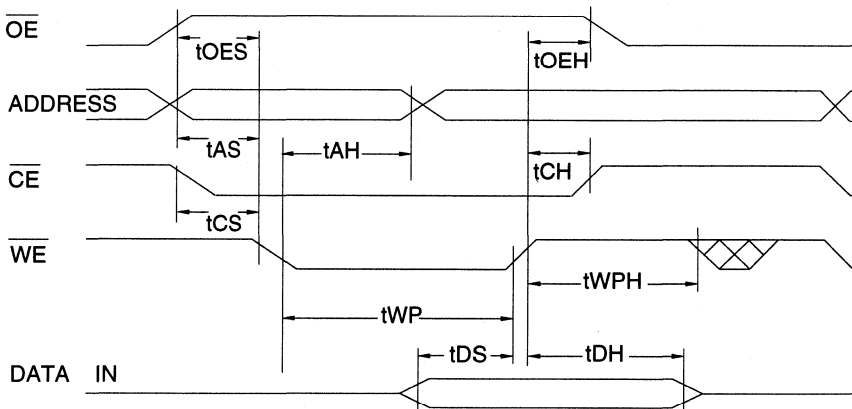 OE
tOES
tOEH
ADDRESS
tAS
tAH
tCH
CE
tCS
WE
tWPH
tWP
tDS
tDH
DATA IN